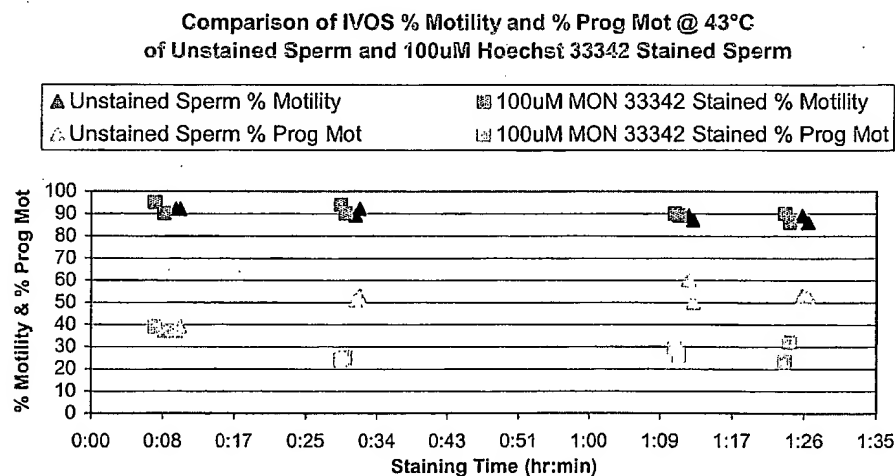 Comparison of IVOS % Motility and % Prog Mot @ 43°C
of Unstained Sperm and 100uM Hoechst 33342 Stained Sperm
Unstained Sperm % Motility
100uM MON 33342 Stained % Motility
Unstained Sperm % Prog Mot
100uM MON 33342 Stained % Prog Mot
% Motility & % Prog Mot
100
90
80
70
60
50
40
30
20
10
0
0:00 0:08 0:17 0:25 0:34 0:43 0:51 1:00 1:09 1:17 1:26 1:35
Staining Time (hr:min)